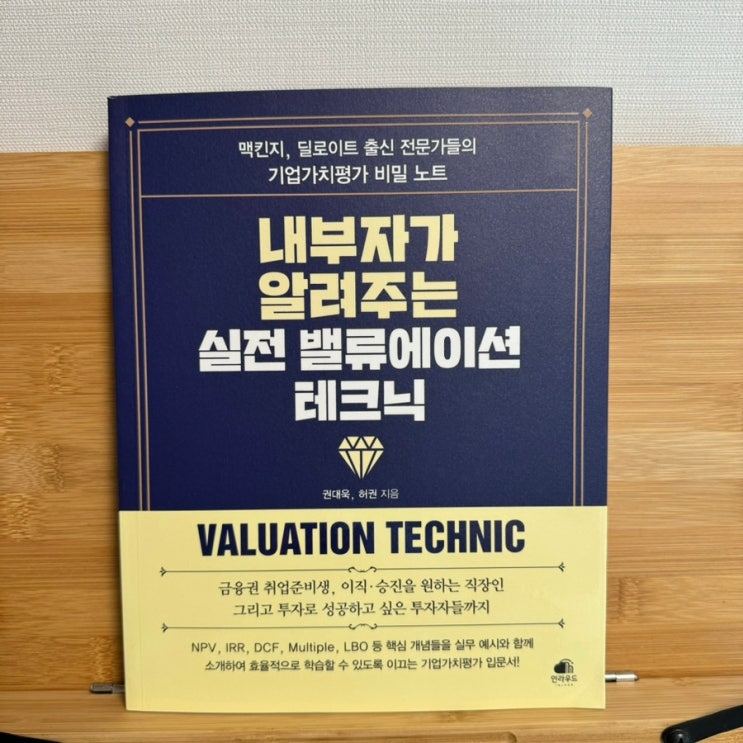 맥킨지, 딜로이트 출신 전문가들의
기업가치평가 비밀 노트
내부자가
알려주는
실전 밸류에이션
테크닉
권대욱, 허권 지음
VALUATION TECHNIC
금융권 취업준비생, 이직·승진을 원하는 직장인
그리고 투자로 성공하고 싶은 투자자들까지
NPV, IRR, DCF, Multiple, LBO 등 핵심 개념들을 실무 예시와 함께
소개하여 효율적으로 학습할 수 있도록 이끄는 기업가치평가 입문서!
인라우드